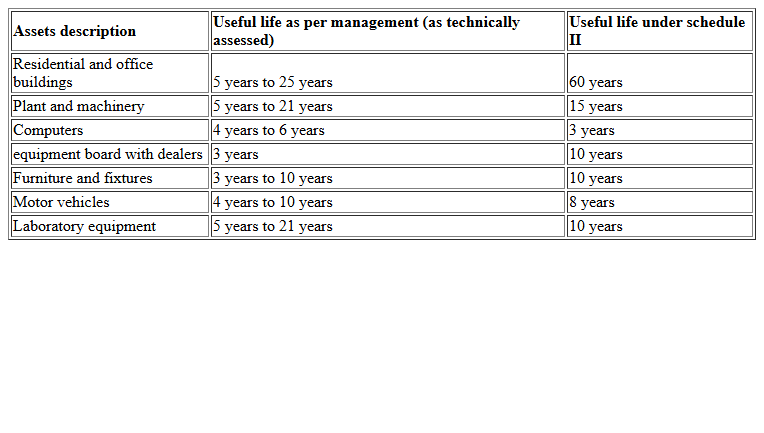 Assets description
Useful life as per management (as technically
assessed)
Useful life under schedule
II
Residential and office
buildings
5 years to 25 years
60 years
Plant and machinery
5 years to 21 years
15 years
Computers
4 years to 6 years
3 years
equipment board with dealers
3 years
10 years
Furniture and fixtures
3 years to 10 years
10 years
Motor vehicles
4 years to 10 years
8 years
Laboratory equipment
5 years to 21 years
10 years